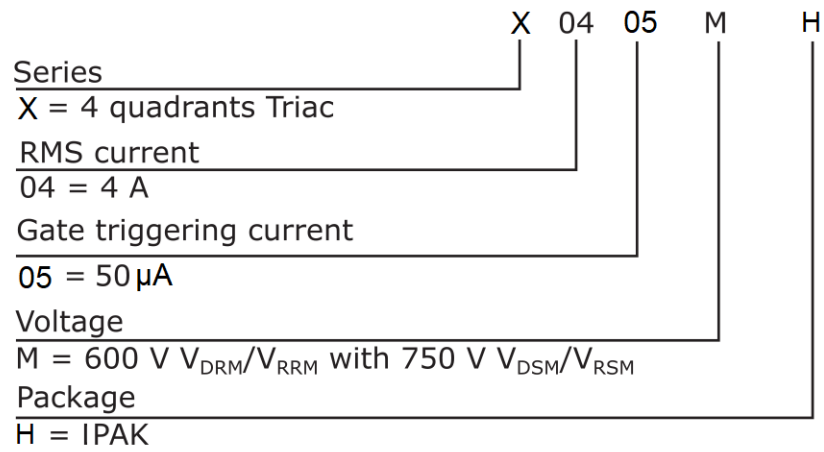 X 04 05 M H
Series
X = 4 quadrants Triac
RMS current
04 = 4 A
Gate triggering current
05 = 50 µA
Voltage
M = 600 V VDRM/VRRM with 750 V VDSM/VRSM
Package
H = IPAK